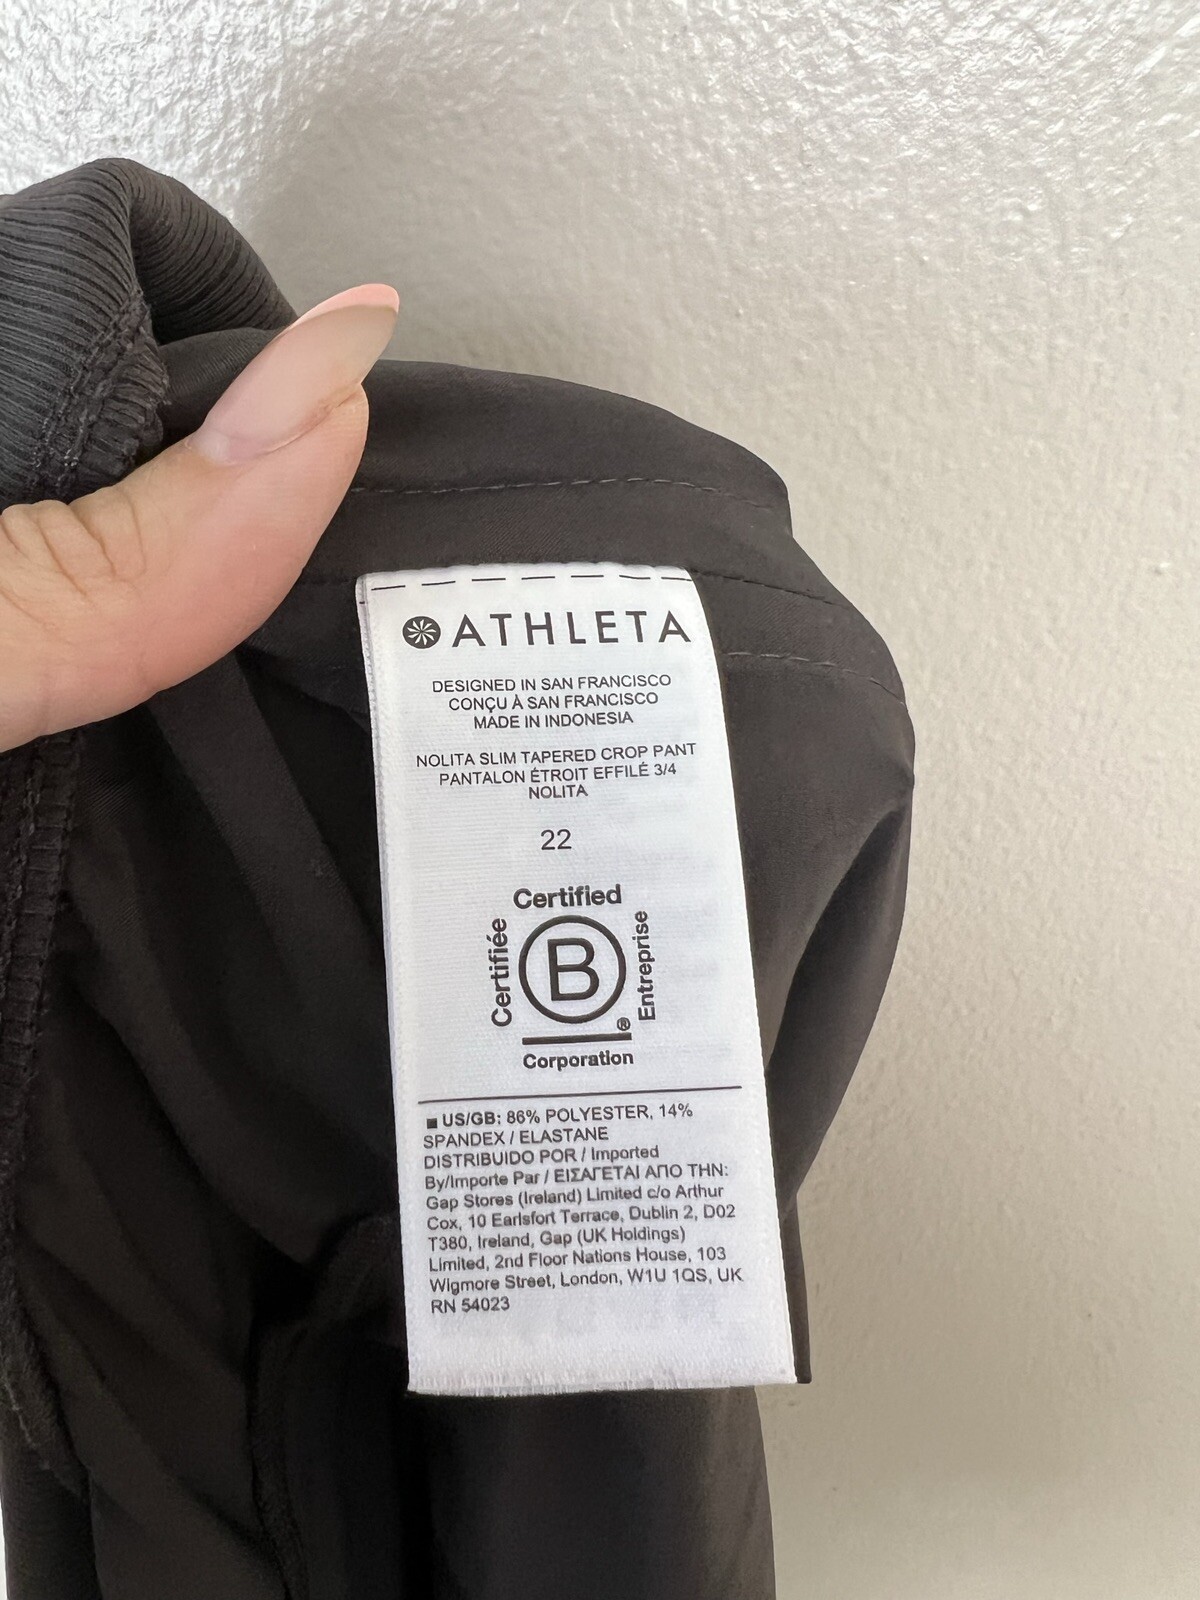 ATHLETA
DESIGNED IN SAN FRANCISCO
CONÇU À SAN FRANCISCO
MADE IN INDONESIA
NOLITA SLIM TAPERED CROP PANT
PANTALON ÉTROIT EFFILÉ 3/4
NOLITA
22
Certified
Certifiée
B
Entreprise
®
Corporation
US/GB: 86% POLYESTER, 14%
SPANDEX / ELASTANE
DISTRIBUIDO POR / Imported
By/Importe Par / ΕΙΣΑΓΕΤΑΙ ΑΠΟ ΤΗΝ:
Gap Stores (Ireland) Limited c/o Arthur
Cox, 10 Earlsfort Terrace, Dublin 2, D02
T380, Ireland, Gap (UK Holdings)
Limited, 2nd Floor Nations House, 103
Wigmore Street, London, W1U 1QS, UK
RN 54023